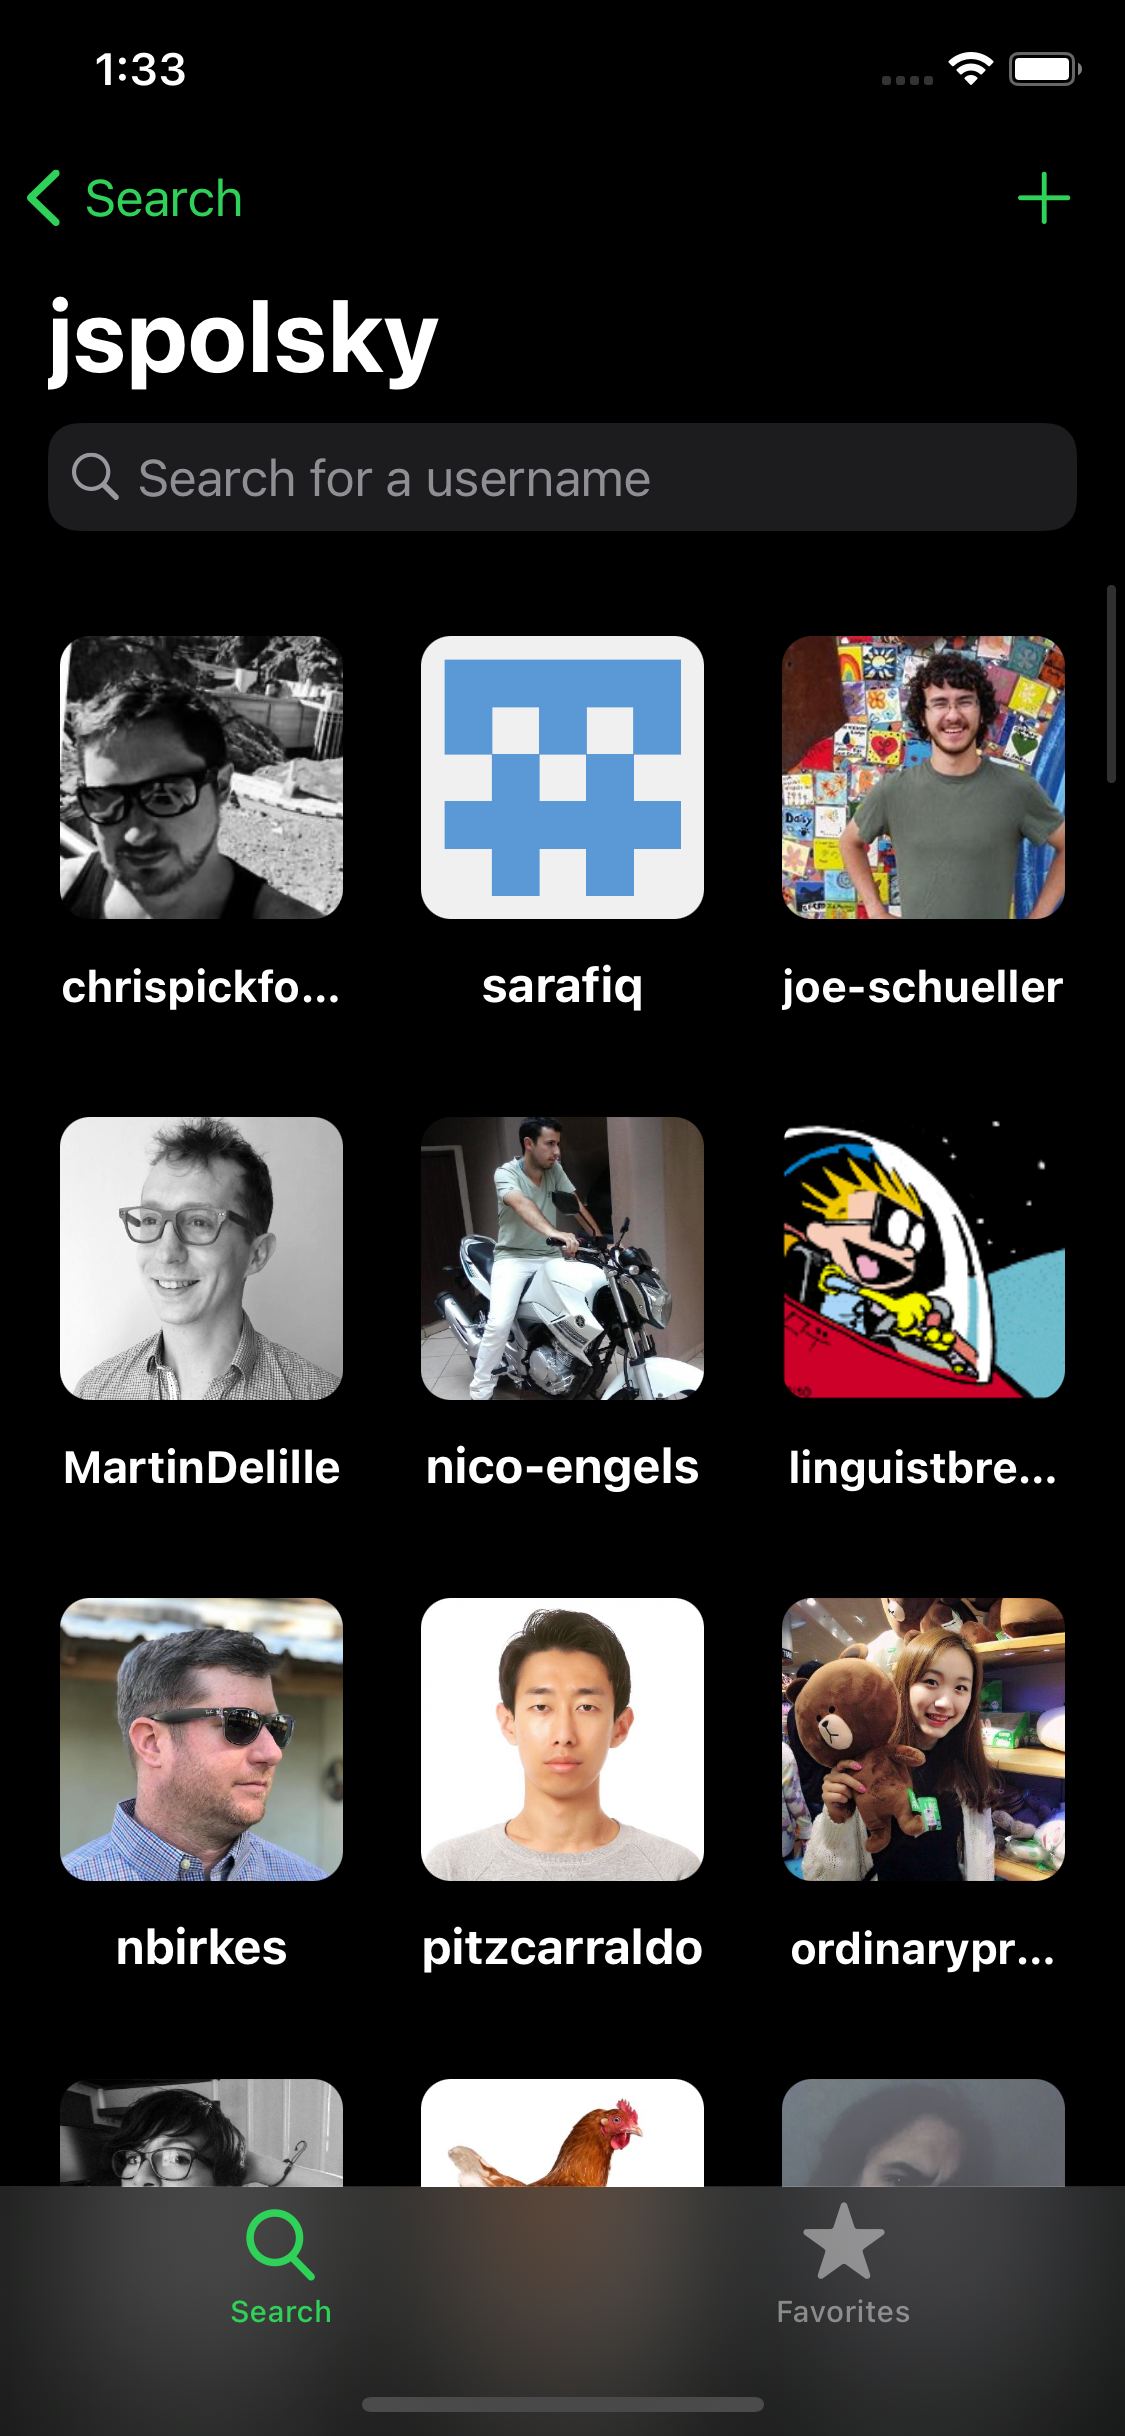 1:33
Search
jspolsky
Search for a username
chrispickfo...
sarafiq
joe-schueller
MartinDelille
nico-engels
linguistbre...
nbirkes
pitzcarraldo
ordinarypr...
Search
Favorites